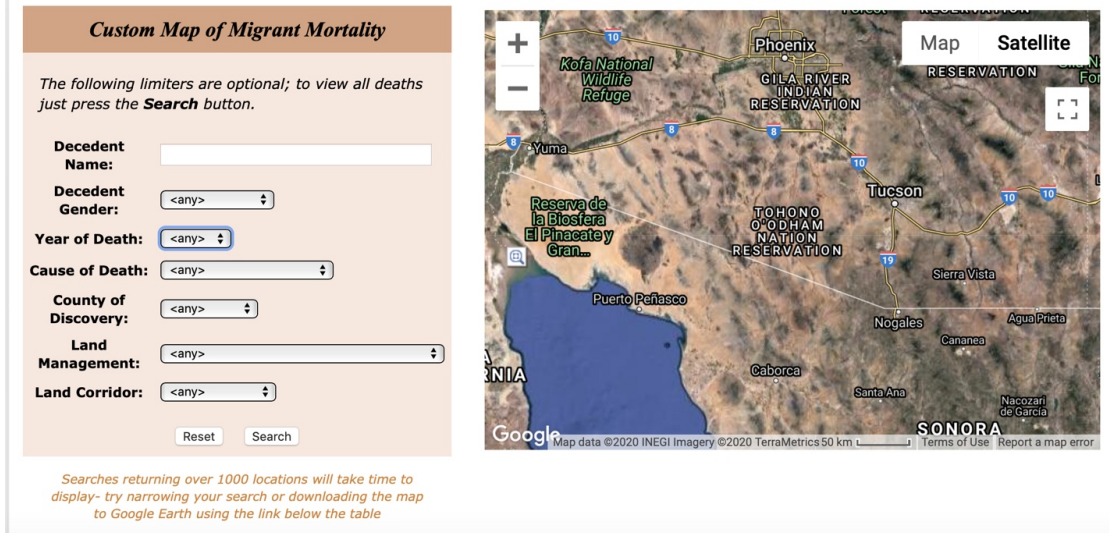 Custom Map of Migrant Mortality
The following limiters are optional; to view all deaths
just press the Search button.
Decedent
Name:
Decedent
Gender:
<any>
Year of Death:
<any>
Cause of Death:
<any>
County of
Discovery:
<any>
Land
Management:
<any>
Land Corridor:
<any>
Reset
Search
Searches returning over 1000 locations will take time to
display- try narrowing your search or downloading the map
to Google Earth using the link below the table
+
−
Map
Satellite
10
Phoenix
Kofa National
Wildlife
Refuge
GILA RIVER
INDIAN
RESERVATION
RESERVATION
8
8
8
Yuma
10
Tucson
10
10
Reserva de
la Biosfera
El Pinacate y
Gran...
TOHONO
O'ODHAM
NATION
RESERVATION
19
Sierra Vista
Puerto Peñasco
Nogales
Agua Prieta
Cananea
Caborca
Santa Ana
Nacozari
de García
SONORA
Google
Map data ©2020 INEGI Imagery ©2020 TerraMetrics
50 km
Terms of Use
Report a map error